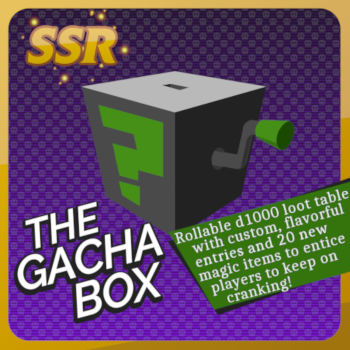 SSR
?
THE
GACHA
BOX
Rollable d1000 loot table
with custom, flavorful
entries and 20 new
magic items to entice
players to keep on
cranking!